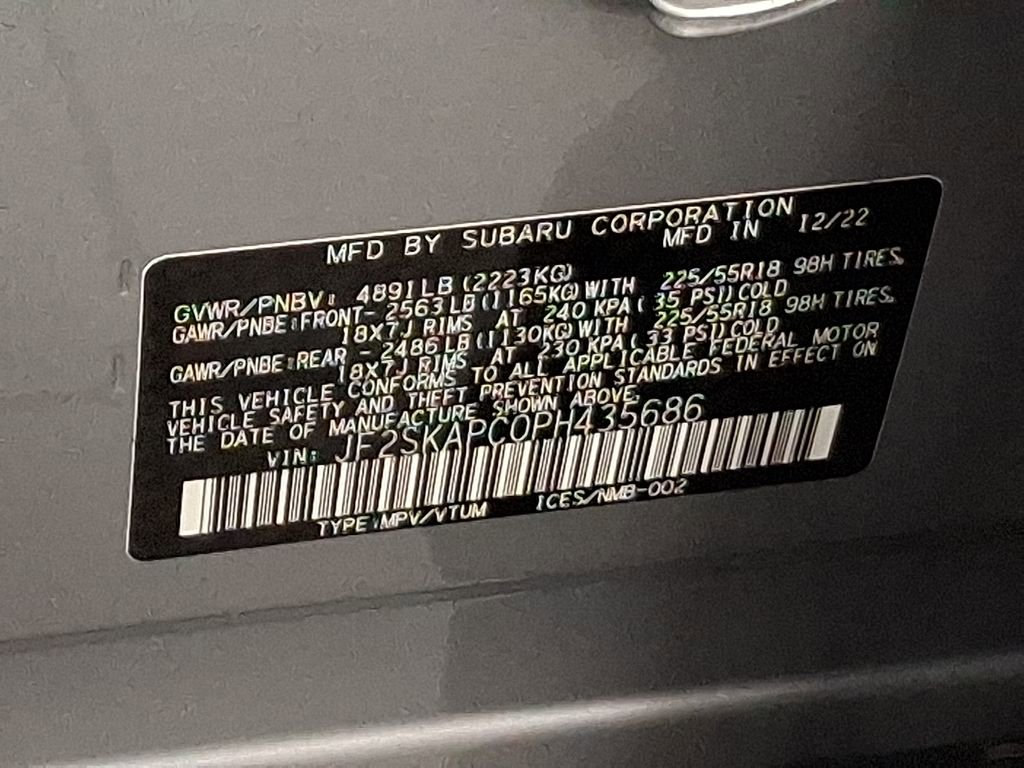 MFD BY SUBARU CORPORATION
MFD IN 12/22
GVWR/PNBV: 4891LB(2223KG)
GAWR/PNBE:FRONT- 2563LB(1165KG)WITH 225/55R18 98H TIRES,
18X7J RIMS AT 240 KPA( 35 PSI)COLD
GAWR/PNBE:REAR - 2486LB(1130KG)WITH 225/55R18 98H TIRES,
18X7J RIMS AT 230 KPA( 33 PSI)COLD
THIS VEHICLE CONFORMS TO ALL APPLICABLE FEDERAL MOTOR
VEHICLE SAFETY AND THEFT PREVENTION STANDARDS IN EFFECT ON
THE DATE OF MANUFACTURE SHOWN ABOVE.
VIN: JF2SKAPC0PH435686
TYPE:MPV/VTUM ICES/NMB-002